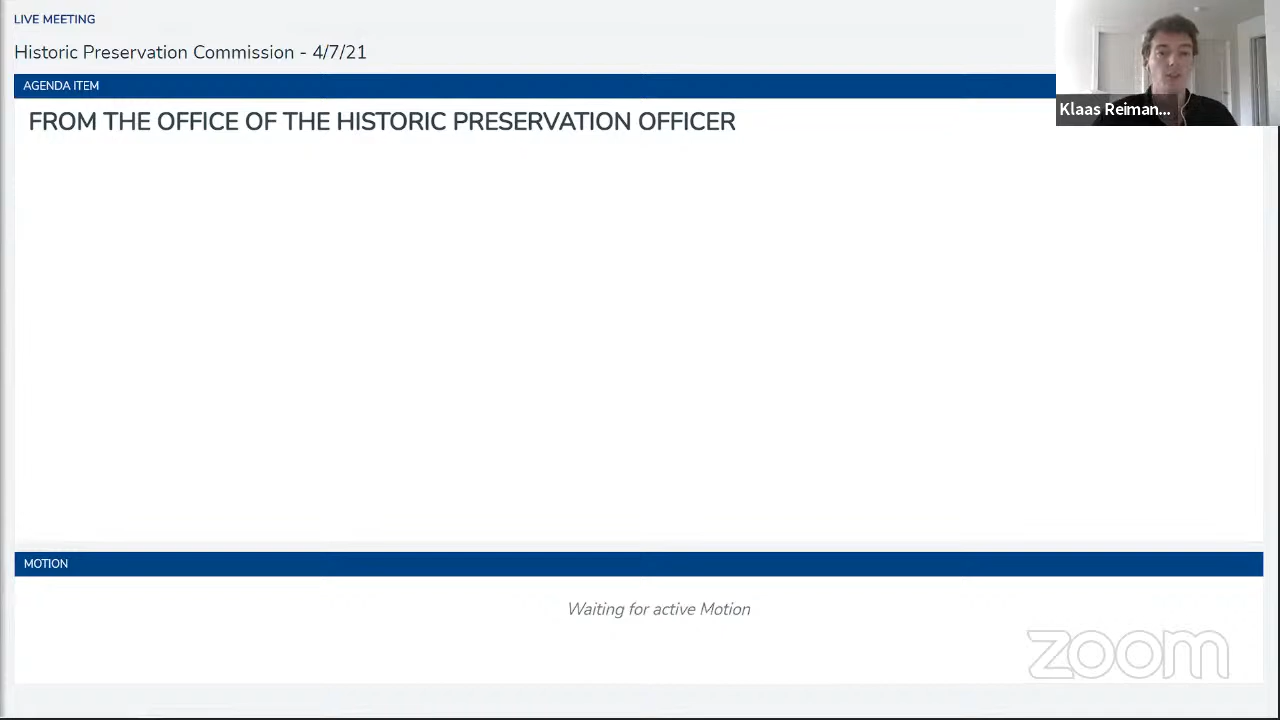 LIVE MEETING
Historic Preservation Commission - 4/7/21
AGENDA ITEM
FROM THE OFFICE OF THE HISTORIC PRESERVATION OFFICER
Klaas Reiman...
MOTION
Waiting for active Motion
zoom